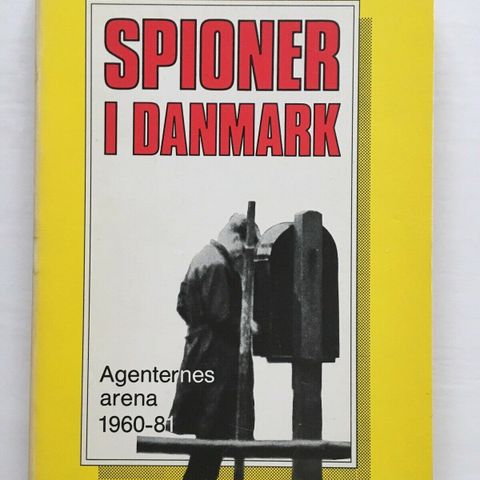 SPIONER
I DANMARK
Agenternes
arena
1960-81